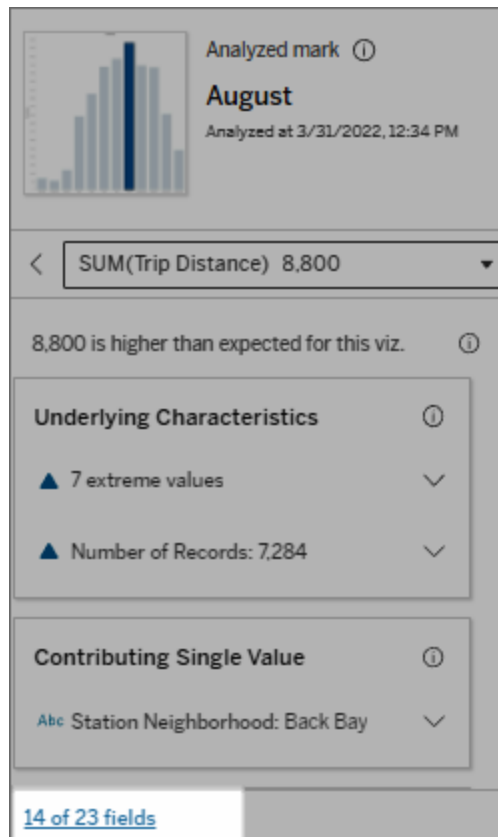 Analyzed mark
August
Analyzed at 3/31/2022, 12:34 PM
SUM(Trip Distance) 8,800
8,800 is higher than expected for this viz.
Underlying Characteristics
7 extreme values
Number of Records: 7,284
Contributing Single Value
Abc Station Neighborhood: Back Bay
14 of 23 fields